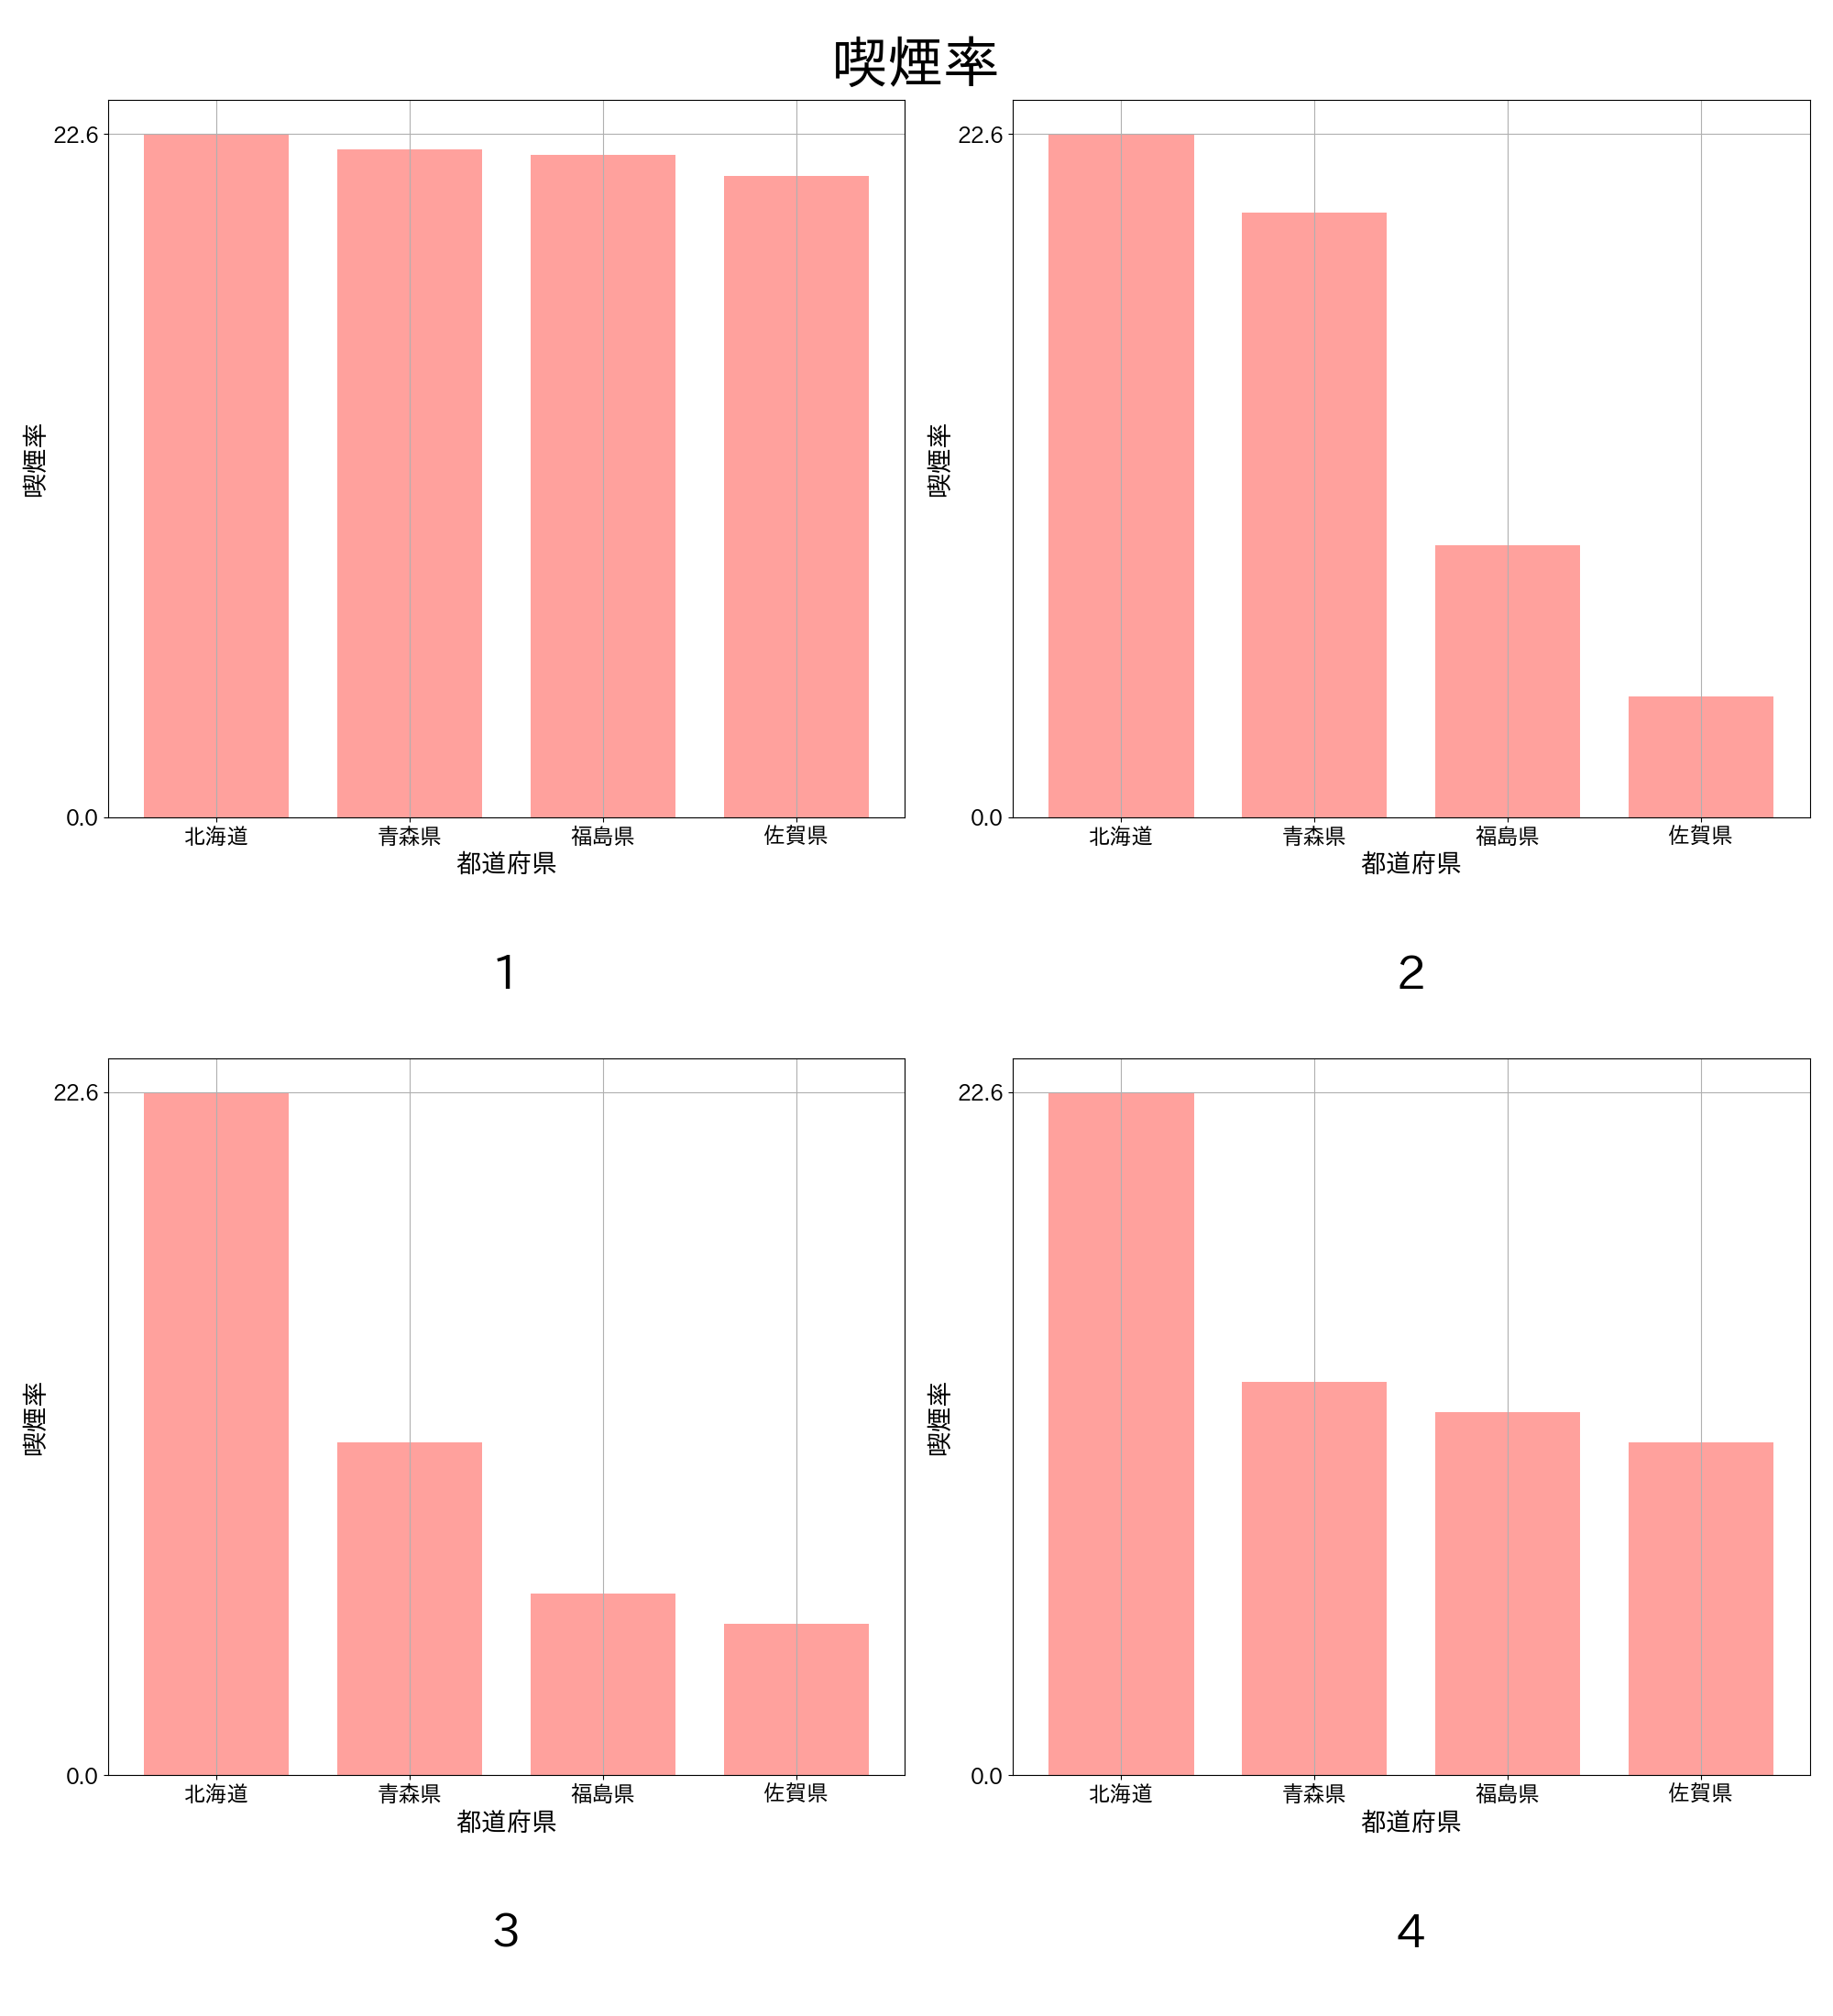 喫煙率
22.6
0.0
喫煙率
北海道 青森県 福島県 佐賀県
都道府県
1
22.6
0.0
喫煙率
北海道 青森県 福島県 佐賀県
都道府県
2
22.6
0.0
喫煙率
北海道 青森県 福島県 佐賀県
都道府県
3
22.6
0.0
喫煙率
北海道 青森県 福島県 佐賀県
都道府県
4